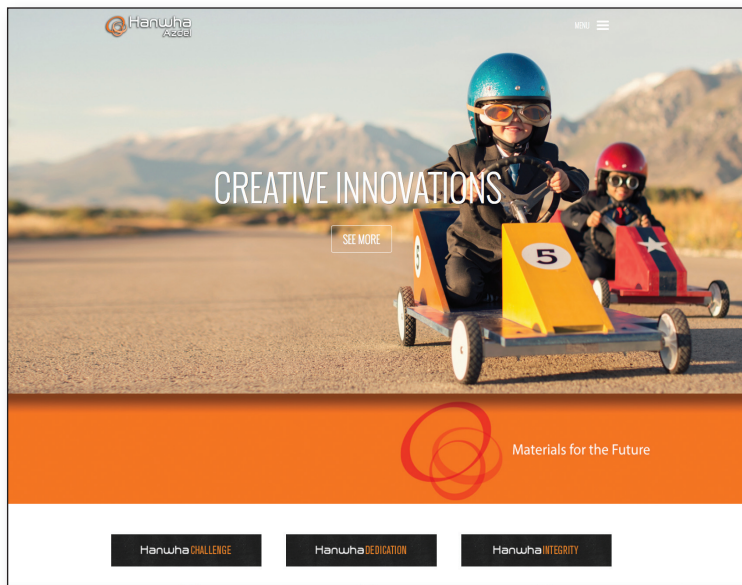 Hanwha
Azdel
MENU
CREATIVE INNOVATIONS
SEE MORE
5
5
Materials for the Future
Hanwha CHALLENGE
Hanwha DEDICATION
Hanwha INTEGRITY